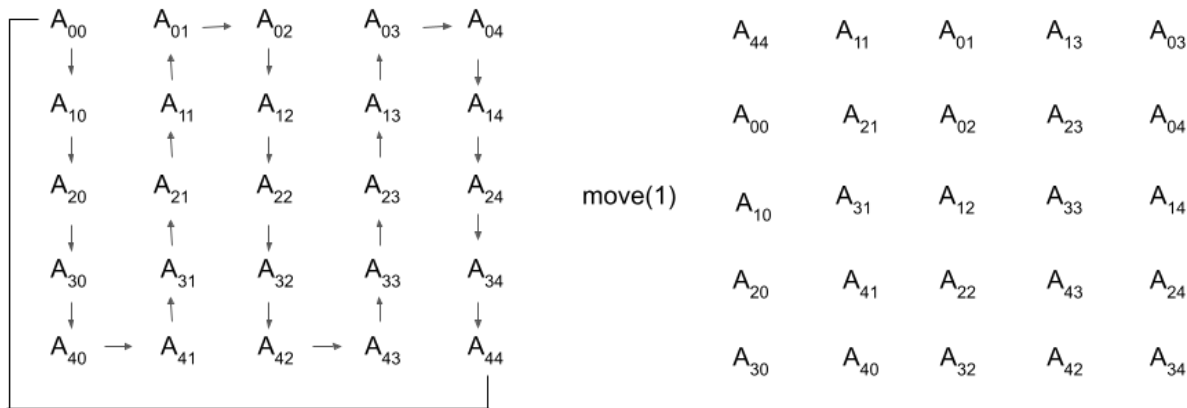 A₀₀ A₀₁ A₀₂ A₀₃ A₀₄
A₁₀ A₁₁ A₁₂ A₁₃ A₁₄
A₂₀ A₂₁ A₂₂ A₂₃ A₂₄
A₃₀ A₃₁ A₃₂ A₃₃ A₃₄
A₄₀ A₄₁ A₄₂ A₄₃ A₄₄
move(1)
A₄₄ A₁₁ A₀₁ A₁₃ A₀₃
A₀₀ A₂₁ A₀₂ A₂₃ A₀₄
A₁₀ A₃₁ A₁₂ A₃₃ A₁₄
A₂₀ A₄₁ A₂₂ A₄₃ A₂₄
A₃₀ A₄₀ A₃₂ A₄₂ A₃₄